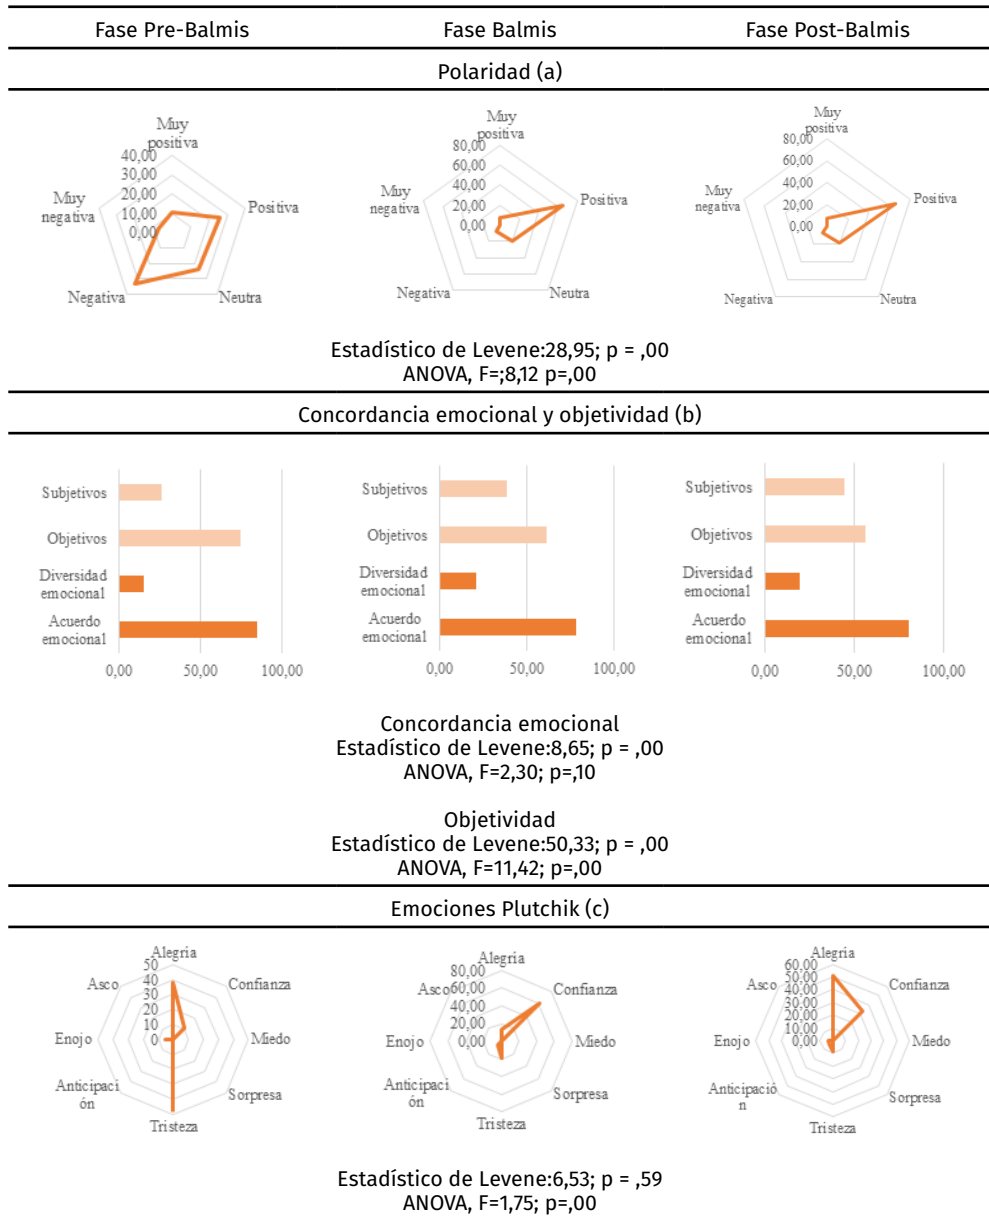 Fase Pre-Balmis
Fase Balmis
Fase Post-Balmis
Polaridad (a)
Muy
positiva
40,00
30,00
20,00
10,00
0,00
Positiva
Neutra
Negativa
Muy
negativa
Muy
positiva
80,00
60,00
40,00
20,00
0,00
Positiva
Neutra
Negativa
Muy
negativa
Muy
positiva
80,00
60,00
40,00
20,00
0,00
Positiva
Neutra
Negativa
Muy
negativa
Estadístico de Levene:28,95; p = ,00
ANOVA, F=;8,12 p=,00
Concordancia emocional y objetividad (b)
Subjetivos
Objetivos
Diversidad
emocional
Acuerdo
emocional
0,00 50,00 100,00
Subjetivos
Objetivos
Diversidad
emocional
Acuerdo
emocional
0,00 50,00 100,00
Subjetivos
Objetivos
Diversidad
emocional
Acuerdo
emocional
0,00 50,00 100,00
Concordancia emocional
Estadístico de Levene:8,65; p = ,00
ANOVA, F=2,30; p=,10
Objetividad
Estadístico de Levene:50,33; p = ,00
ANOVA, F=11,42; p=,00
Emociones Plutchik (c)
Alegría
50
40
30
20
10
0
Confianza
Miedo
Sorpresa
Tristeza
Anticipaci
ón
Enojo
Asco
Alegría
80,00
60,00
40,00
20,00
0,00
Confianza
Miedo
Sorpresa
Tristeza
Anticipaci
ón
Enojo
Asco
Alegría
60,00
50,00
40,00
30,00
20,00
10,00
0,00
Confianza
Miedo
Sorpresa
Tristeza
Anticipació
n
Enojo
Asco
Estadístico de Levene:6,53; p = ,59
ANOVA, F=1,75; p=,00